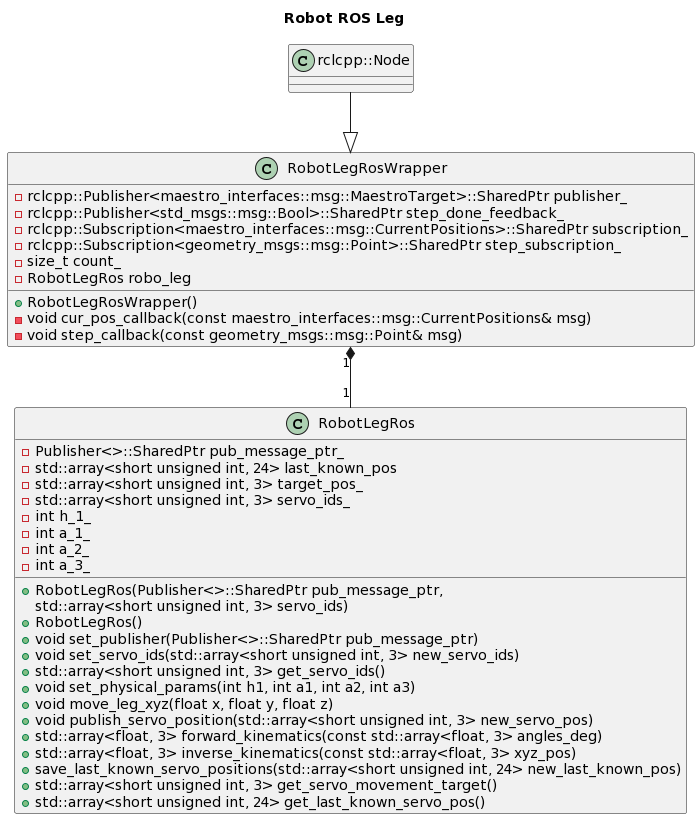 Robot ROS Leg
C rclcpp::Node
C RobotLegRosWrapper
rclcpp::Publisher<maestro_interfaces::msg::MaestroTarget>::SharedPtr publisher_
rclcpp::Publisher<std_msgs::msg::Bool>::SharedPtr step_done_feedback_
rclcpp::Subscription<maestro_interfaces::msg::CurrentPositions>::SharedPtr subscription_
rclcpp::Subscription<geometry_msgs::msg::Point>::SharedPtr step_subscription_
size_t count_
RobotLegRos robo_leg
RobotLegRosWrapper()
void cur_pos_callback(const maestro_interfaces::msg::CurrentPositions& msg)
void step_callback(const geometry_msgs::msg::Point& msg)
1
1
C RobotLegRos
Publisher<>::SharedPtr pub_message_ptr_
std::array<short unsigned int, 24> last_known_pos
std::array<short unsigned int, 3> target_pos_
std::array<short unsigned int, 3> servo_ids_
int h_1_
int a_1_
int a_2_
int a_3_
RobotLegRos(Publisher<>::SharedPtr pub_message_ptr,
std::array<short unsigned int, 3> servo_ids)
RobotLegRos()
void set_publisher(Publisher<>::SharedPtr pub_message_ptr)
void set_servo_ids(std::array<short unsigned int, 3> new_servo_ids)
std::array<short unsigned int, 3> get_servo_ids()
void set_physical_params(int h1, int a1, int a2, int a3)
void move_leg_xyz(float x, float y, float z)
void publish_servo_position(std::array<short unsigned int, 3> new_servo_pos)
std::array<float, 3> forward_kinematics(const std::array<float, 3> angles_deg)
std::array<float, 3> inverse_kinematics(const std::array<float, 3> xyz_pos)
save_last_known_servo_positions(std::array<short unsigned int, 24> new_last_known_pos)
std::array<short unsigned int, 3> get_servo_movement_target()
std::array<short unsigned int, 24> get_last_known_servo_pos()